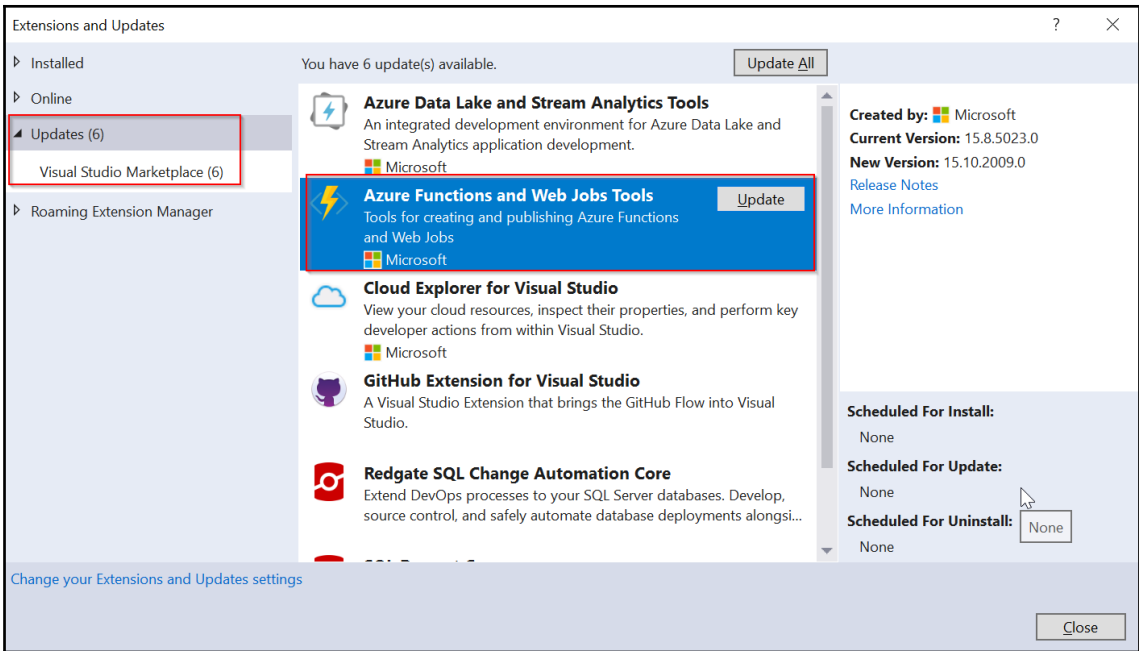 Extensions and Updates
?
Installed
Online
Updates (6)
Visual Studio Marketplace (6)
Roaming Extension Manager
You have 6 update(s) available.
Update All
Azure Data Lake and Stream Analytics Tools
An integrated development environment for Azure Data Lake and
Stream Analytics application development.
Microsoft
Azure Functions and Web Jobs Tools
Update
Tools for creating and publishing Azure Functions
and Web Jobs
Microsoft
Cloud Explorer for Visual Studio
View your cloud resources, inspect their properties, and perform key
developer actions from within Visual Studio.
Microsoft
GitHub Extension for Visual Studio
A Visual Studio Extension that brings the GitHub Flow into Visual
Studio.
Redgate SQL Change Automation Core
Extend DevOps processes to your SQL Server databases. Develop,
source control, and safely automate database deployments alongsi...
Created by: Microsoft
Current Version: 15.8.5023.0
New Version: 15.10.2009.0
Release Notes
More Information
Scheduled For Install:
None
Scheduled For Update:
None
Scheduled For Uninstall:
None
None
Change your Extensions and Updates settings
Close